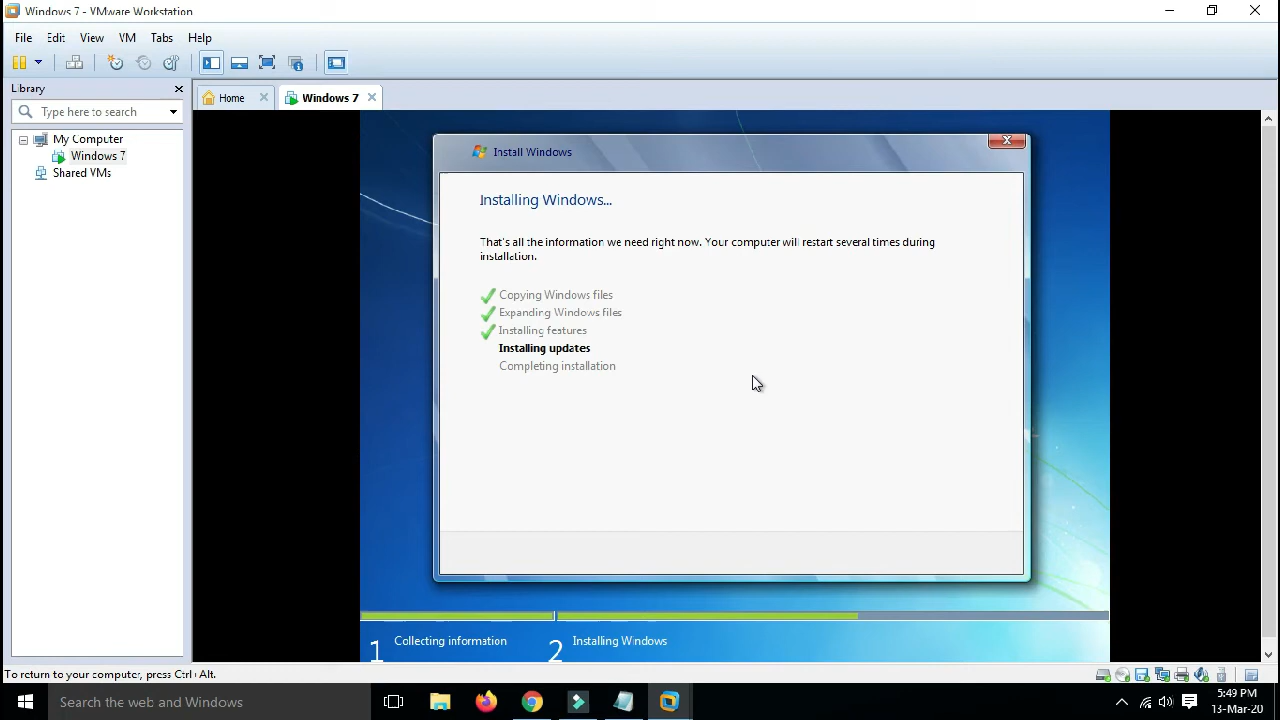 Windows 7 - VMware Workstation
File Edit View VM Tabs Help
Library
Type here to search
My Computer
Windows 7
Shared VMs
Home
Windows 7
Install Windows
Installing Windows...
That's all the information we need right now. Your computer will restart several times during
installation.
Copying Windows files
Expanding Windows files
Installing features
Installing updates
Completing installation
1 Collecting information 2 Installing Windows
To return to your computer, press Ctrl+Alt.
Search the web and Windows
5:49 PM
13-Mar-20